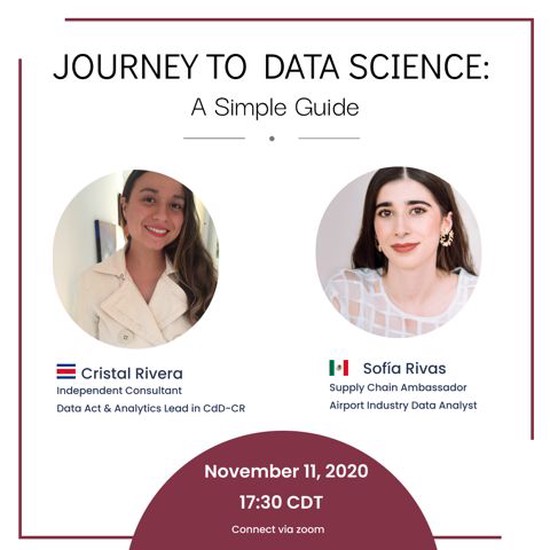 JOURNEY TO DATA SCIENCE:
A Simple Guide
Cristal Rivera
Independent Consultant
Data Act & Analytics Lead in CdD-CR
Sofía Rivas
Supply Chain Ambassador
Airport Industry Data Analyst
November 11, 2020
17:30 CDT
Connect via zoom